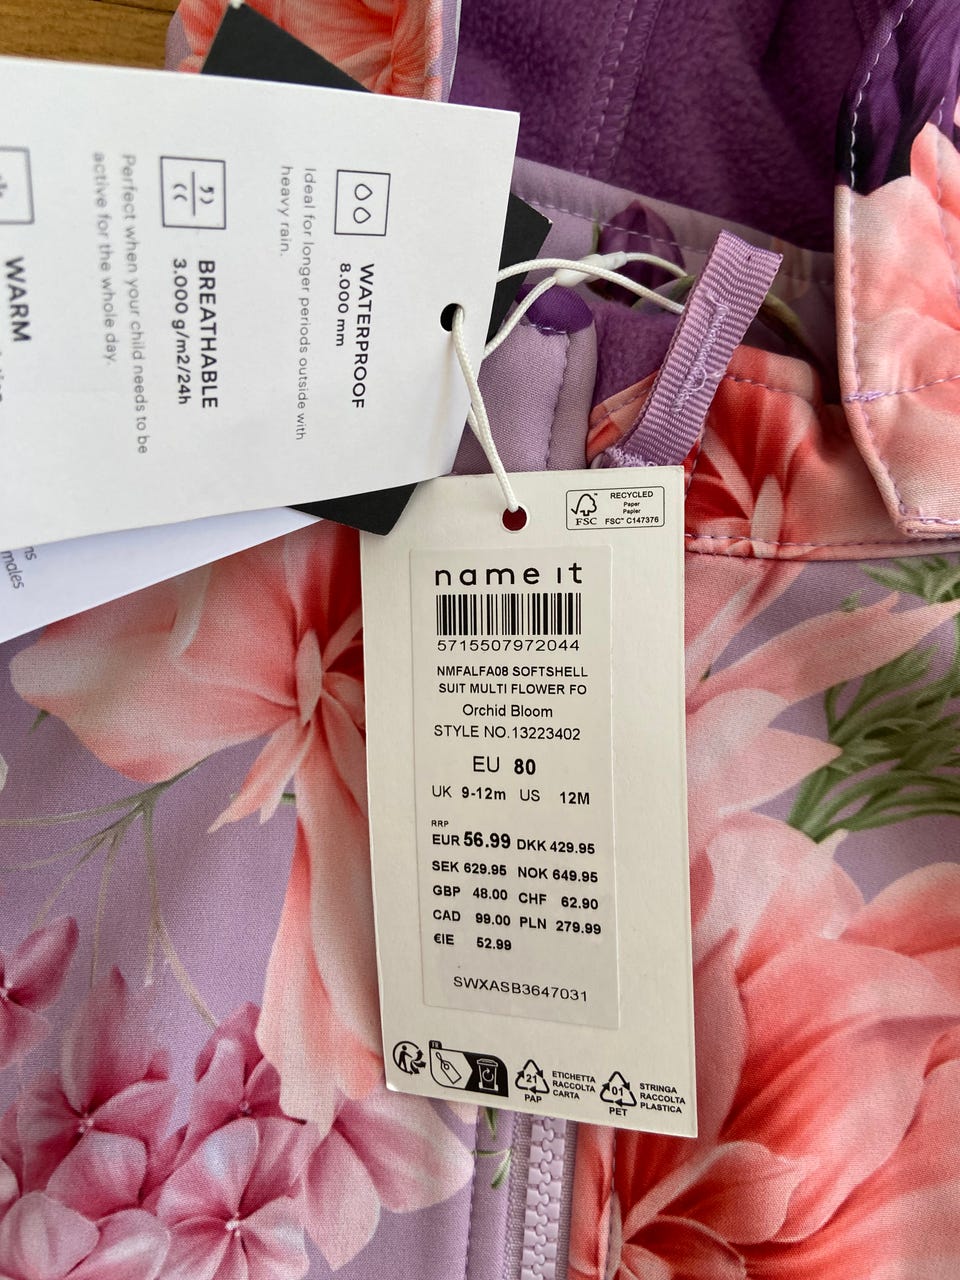 WATERPROOF
8.000 mm
Ideal for longer periods outside with
heavy rain.
BREATHABLE
3.000 g/m2/24h
Perfect when your child needs to be
active for the whole day.
WARM
males
RECYCLED
Paper
Papier
FSC™ C147376
FSC
name it
5715507972044
NMFALFA08 SOFTSHELL
SUIT MULTI FLOWER FO
Orchid Bloom
STYLE NO.13223402
EU 80
UK 9-12m US 12M
RRP
EUR 56.99 DKK 429.95
SEK 629.95 NOK 649.95
GBP 48.00 CHF 62.90
CAD 99.00 PLN 279.99
€IE 52.99
SWXASB3647031
FR
21
PAP
ETICHETTA
RACCOLTA
CARTA
01
PET
STRINGA
RACCOLTA
PLASTICA